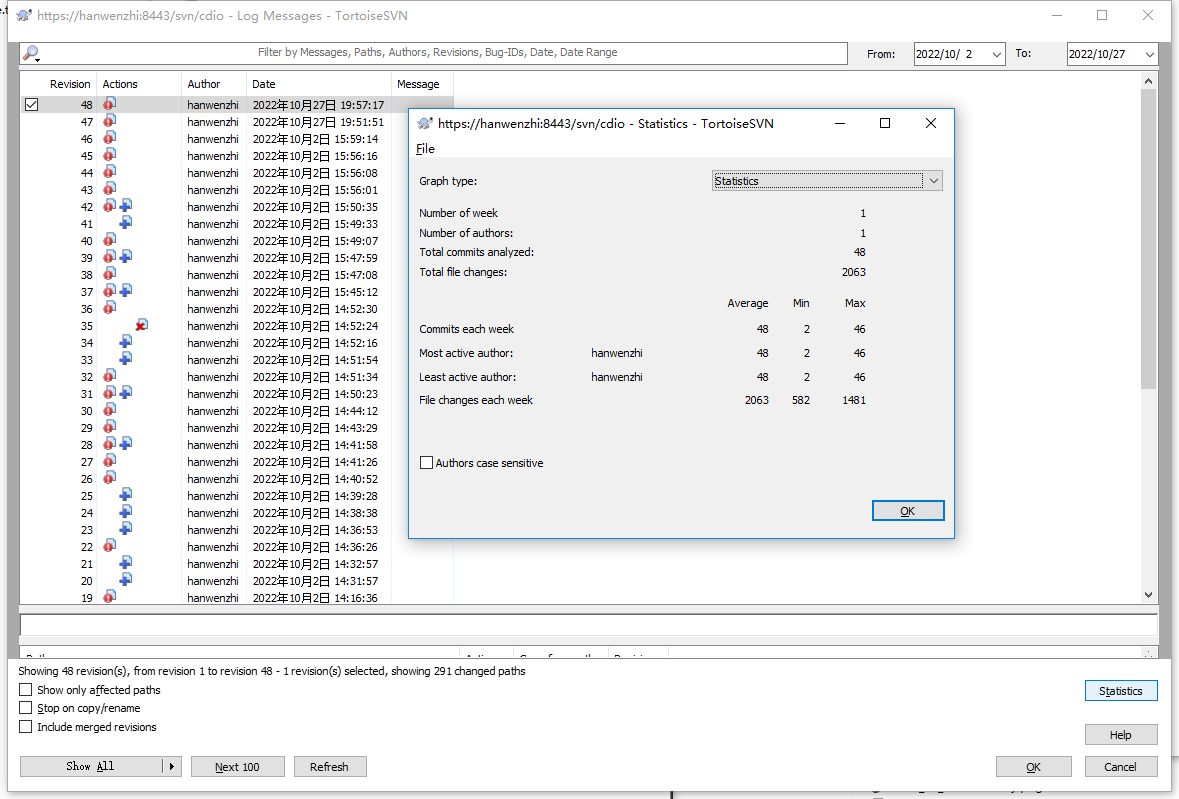 https://hanwenzhi:8443/svn/cdio - Log Messages - TortoiseSVN
Filter by Messages, Paths, Authors, Revisions, Bug-IDs, Date, Date Range
From: 2022/10/ 2 To: 2022/10/27
Revision Actions Author Date Message
48 hanwenzhi 2022年10月27日 19:57:17
47 hanwenzhi 2022年10月27日 19:51:51
46 hanwenzhi 2022年10月2日 15:59:14
45 hanwenzhi 2022年10月2日 15:56:16
44 hanwenzhi 2022年10月2日 15:56:08
43 hanwenzhi 2022年10月2日 15:56:01
42 hanwenzhi 2022年10月2日 15:50:35
41 hanwenzhi 2022年10月2日 15:49:33
40 hanwenzhi 2022年10月2日 15:49:07
39 hanwenzhi 2022年10月2日 15:47:59
38 hanwenzhi 2022年10月2日 15:47:08
37 hanwenzhi 2022年10月2日 15:45:12
36 hanwenzhi 2022年10月2日 14:52:30
35 hanwenzhi 2022年10月2日 14:52:24
34 hanwenzhi 2022年10月2日 14:52:16
33 hanwenzhi 2022年10月2日 14:51:54
32 hanwenzhi 2022年10月2日 14:51:34
31 hanwenzhi 2022年10月2日 14:50:23
30 hanwenzhi 2022年10月2日 14:44:12
29 hanwenzhi 2022年10月2日 14:43:29
28 hanwenzhi 2022年10月2日 14:41:58
27 hanwenzhi 2022年10月2日 14:41:26
26 hanwenzhi 2022年10月2日 14:40:52
25 hanwenzhi 2022年10月2日 14:39:28
24 hanwenzhi 2022年10月2日 14:38:38
23 hanwenzhi 2022年10月2日 14:36:53
22 hanwenzhi 2022年10月2日 14:36:26
21 hanwenzhi 2022年10月2日 14:32:57
20 hanwenzhi 2022年10月2日 14:31:57
19 hanwenzhi 2022年10月2日 14:16:36
https://hanwenzhi:8443/svn/cdio - Statistics - TortoiseSVN
File
Graph type: Statistics
Number of week 1
Number of authors: 1
Total commits analyzed: 48
Total file changes: 2063
Average Min Max
Commits each week 48 2 46
Most active author: hanwenzhi 48 2 46
Least active author: hanwenzhi 48 2 46
File changes each week 2063 582 1481
Authors case sensitive
OK
Showing 48 revision(s), from revision 1 to revision 48 - 1 revision(s) selected, showing 291 changed paths
Show only affected paths
Stop on copy/rename
Include merged revisions
Statistics
Help
Show All Next 100 Refresh OK Cancel